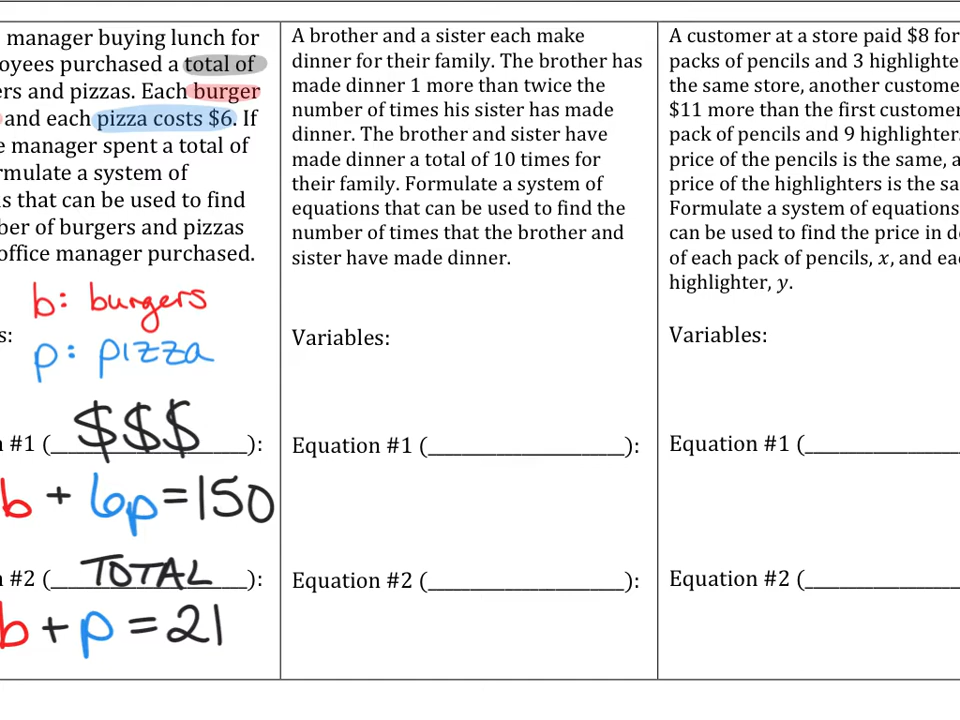 manager buying lunch for
oyees purchased a total of
ers and pizzas. Each burger
and each pizza costs $6. If
e manager spent a total of
rmulate a system of
s that can be used to find
ber of burgers and pizzas
office manager purchased.
b: burgers
s:
p: pizza
#1 ( $$$ ):
b + 6p = 150
#2 ( TOTAL ):
b + p = 21
A brother and a sister each make
dinner for their family. The brother has
made dinner 1 more than twice the
number of times his sister has made
dinner. The brother and sister have
made dinner a total of 10 times for
their family. Formulate a system of
equations that can be used to find the
number of times that the brother and
sister have made dinner.
Variables:
Equation #1 (____________________):
Equation #2 (____________________):
A customer at a store paid $8 for
packs of pencils and 3 highlighte
the same store, another custome
$11 more than the first customer
pack of pencils and 9 highlighter
price of the pencils is the same, a
price of the highlighters is the sa
Formulate a system of equations
can be used to find the price in d
of each pack of pencils, x, and ea
highlighter, y.
Variables:
Equation #1 (________________
Equation #2 (________________